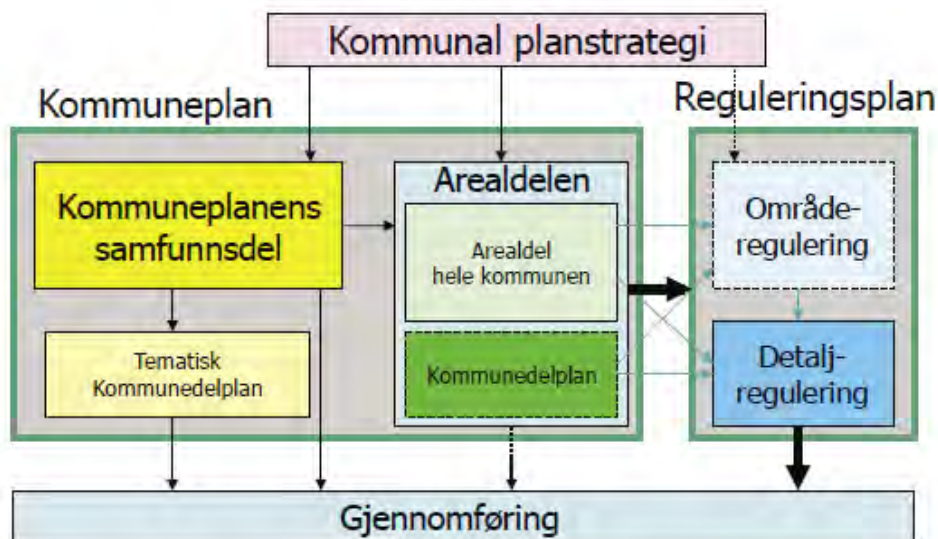 Kommunal planstrategi
Kommuneplan
Reguleringsplan
Kommuneplanens
samfunnsdel
Arealdelen
Arealdel
hele kommunen
Område-
regulering
Tematisk
Kommunedelplan
Kommunedelplan
Detalj-
regulering
Gjennomføring